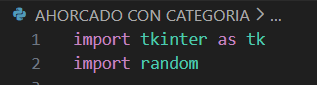 AHORCADO CON CATEGORIA > ...
1 import tkinter as tk
2 import random